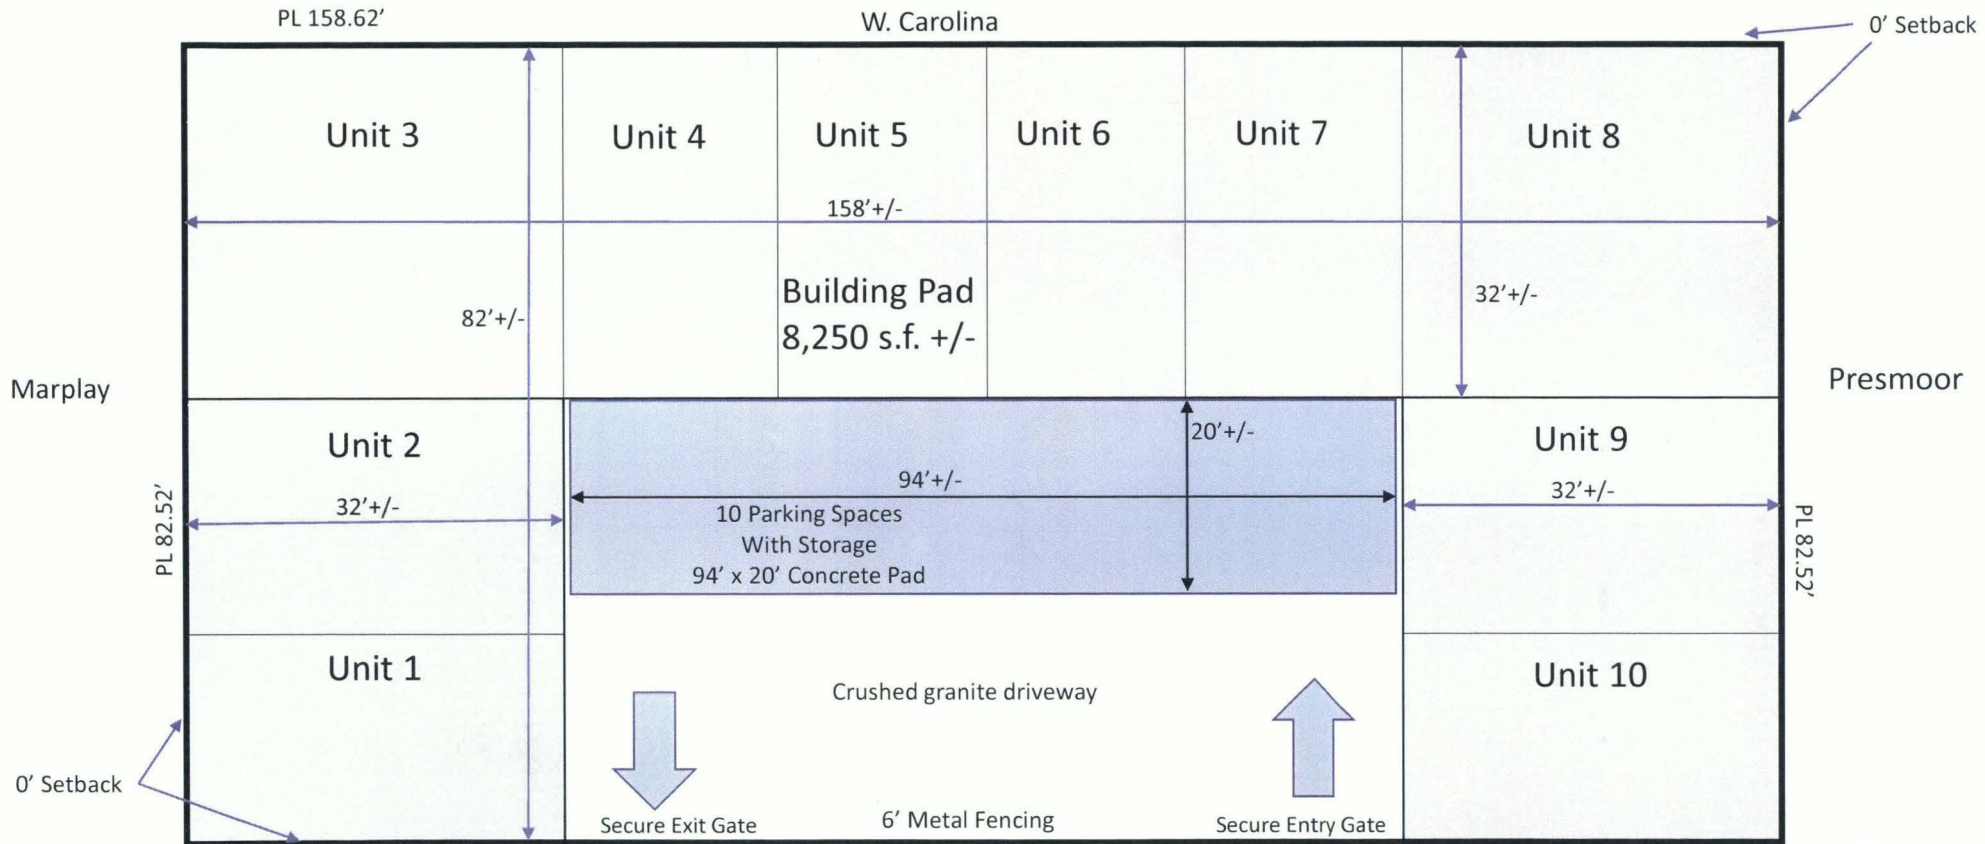 PL 158.62’
W. Carolina
0’ Setback
Unit 3
Unit 4
Unit 5
Unit 6
Unit 7
Unit 8
158’+/-
Building Pad
8,250 s.f. +/-
82’+/-
32’+/-
Marplay
Presmoor
Unit 2
20’+/-
Unit 9
94’+/-
32’+/-
32’+/-
10 Parking Spaces
With Storage
94’ x 20’ Concrete Pad
PL 82.52’
PL 82.52’
Unit 1
Crushed granite driveway
Unit 10
0’ Setback
Secure Exit Gate
6’ Metal Fencing
Secure Entry Gate